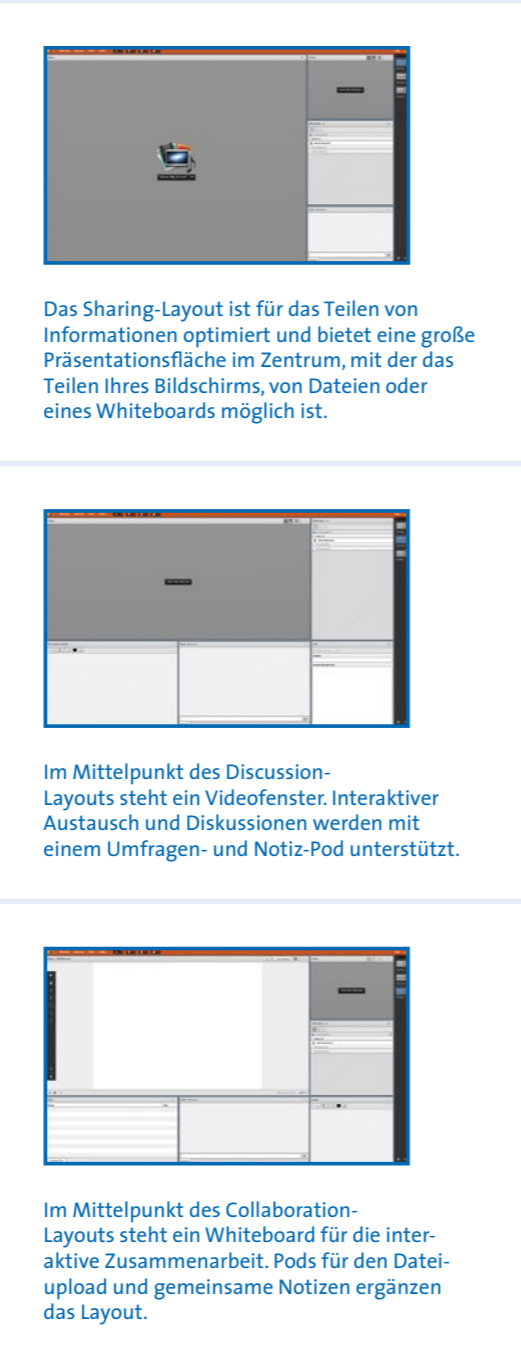 Das Sharing-Layout ist für das Teilen von
Informationen optimiert und bietet eine große
Präsentationsfläche im Zentrum, mit der das
Teilen Ihres Bildschirms, von Dateien oder
eines Whiteboards möglich ist.
Im Mittelpunkt des Discussion-
Layouts steht ein Videofenster. Interaktiver
Austausch und Diskussionen werden mit
einem Umfragen- und Notiz-Pod unterstützt.
Im Mittelpunkt des Collaboration-
Layouts steht ein Whiteboard für die inter-
aktive Zusammenarbeit. Pods für den Datei-
upload und gemeinsame Notizen ergänzen
das Layout.